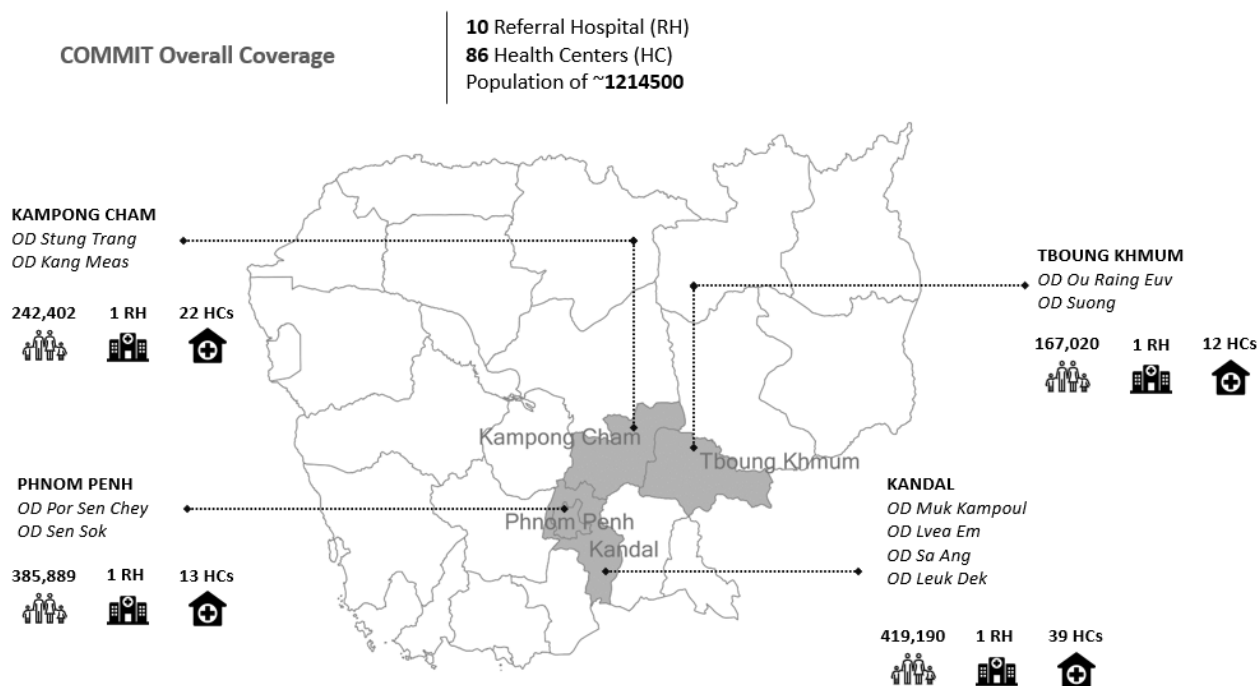 COMMIT Overall Coverage
10 Referral Hospital (RH)
86 Health Centers (HC)
Population of ~1214500
KAMPONG CHAM
OD Stung Trang
OD Kang Meas
242,402 1 RH 22 HCs
TBOUNG KHMUM
OD Ou Raing Euv
OD Suong
167,020 1 RH 12 HCs
Kampong Cham
Tboung Khmum
PHNOM PENH
OD Por Sen Chey
OD Sen Sok
385,889 1 RH 13 HCs
Phnom Penh
Kandal
KANDAL
OD Muk Kampoul
OD Lvea Em
OD Sa Ang
OD Leuk Dek
419,190 1 RH 39 HCs